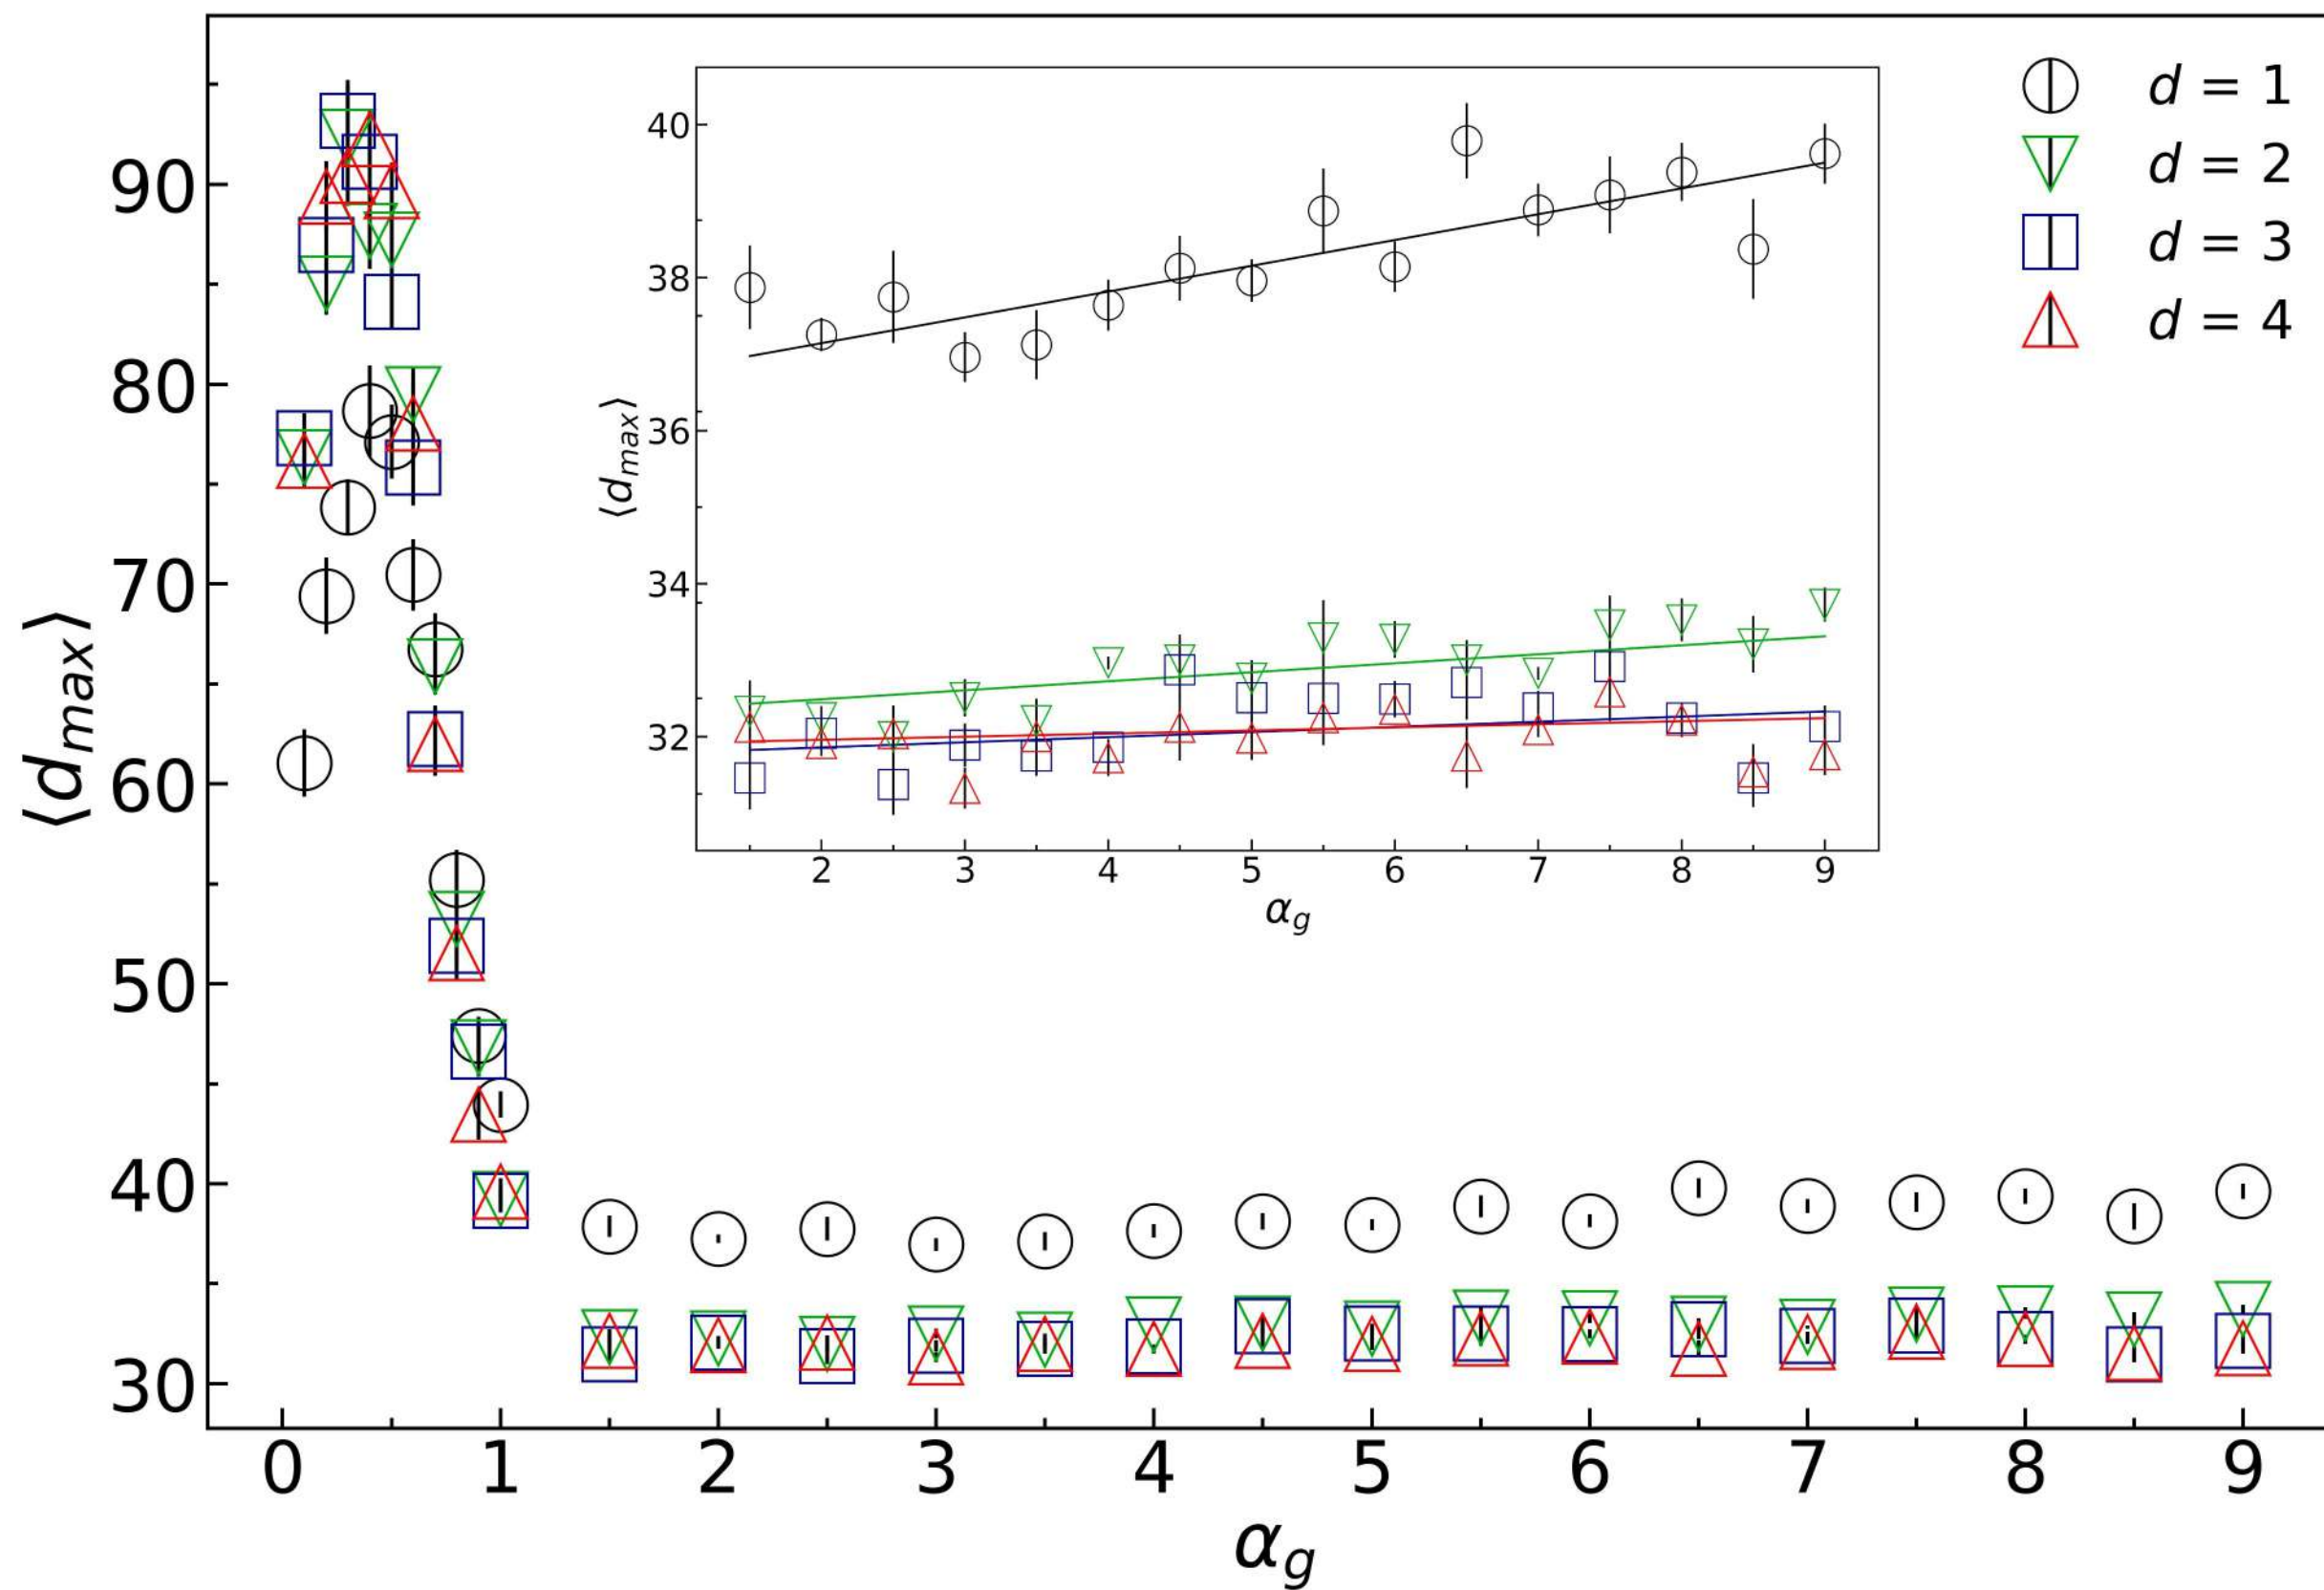 90
80
70
60
50
40
30
⟨d_max⟩
0 1 2 3 4 5 6 7 8 9
α_g
40
38
36
34
32
⟨d_max⟩
2 3 4 5 6 7 8 9
α_g
d = 1
d = 2
d = 3
d = 4